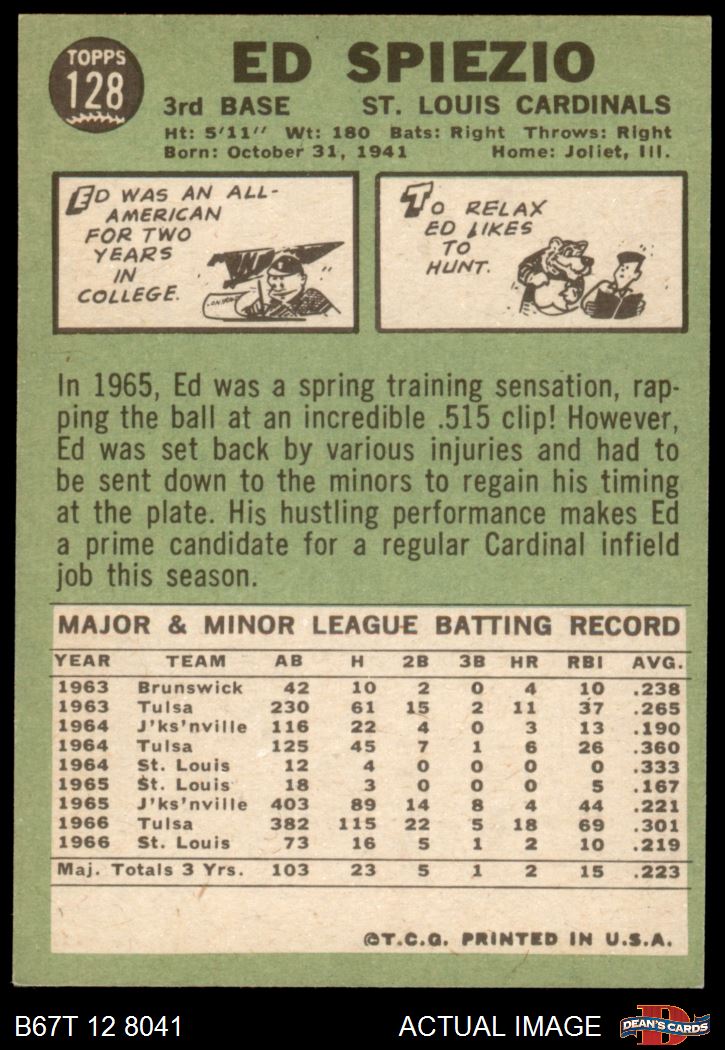 TOPPS
128
ED SPIEZIO
3rd BASE ST. LOUIS CARDINALS
Ht: 5'11" Wt: 180 Bats: Right Throws: Right
Born: October 31, 1941 Home: Joliet, Ill.
ED WAS AN ALL-
AMERICAN
FOR TWO
YEARS
IN
COLLEGE.
TO RELAX
ED LIKES
TO
HUNT.
In 1965, Ed was a spring training sensation, rap-
ping the ball at an incredible .515 clip! However,
Ed was set back by various injuries and had to
be sent down to the minors to regain his timing
at the plate. His hustling performance makes Ed
a prime candidate for a regular Cardinal infield
job this season.
MAJOR & MINOR LEAGUE BATTING RECORD
YEAR TEAM AB H 2B 3B HR RBI AVG.
1963 Brunswick 42 10 2 0 4 10 .238
1963 Tulsa 230 61 15 2 11 37 .265
1964 J'ks'nville 116 22 4 0 3 13 .190
1964 Tulsa 125 45 7 1 6 26 .360
1964 St. Louis 12 4 0 0 0 0 .333
1965 St. Louis 18 3 0 0 0 5 .167
1965 J'ks'nville 403 89 14 8 4 44 .221
1966 Tulsa 382 115 22 5 18 69 .301
1966 St. Louis 73 16 5 1 2 10 .219
Maj. Totals 3 Yrs. 103 23 5 1 2 15 .223
©T.C.G. PRINTED IN U.S.A.
B67T 12 8041 ACTUAL IMAGE
DEAN'S CARDS